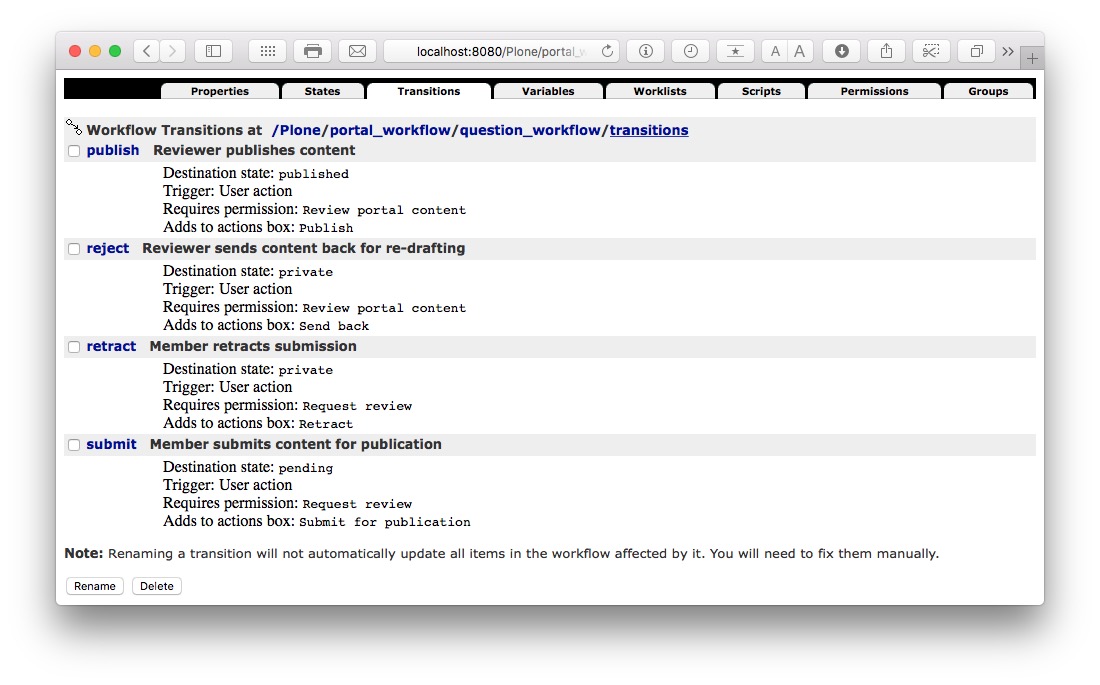 localhost:8080/Plone/portal_w
A A
Properties States Transitions Variables Worklists Scripts Permissions Groups
Workflow Transitions at /Plone/portal_workflow/question_workflow/transitions
publish Reviewer publishes content
Destination state: published
Trigger: User action
Requires permission: Review portal content
Adds to actions box: Publish
reject Reviewer sends content back for re-drafting
Destination state: private
Trigger: User action
Requires permission: Review portal content
Adds to actions box: Send back
retract Member retracts submission
Destination state: private
Trigger: User action
Requires permission: Request review
Adds to actions box: Retract
submit Member submits content for publication
Destination state: pending
Trigger: User action
Requires permission: Request review
Adds to actions box: Submit for publication
Note: Renaming a transition will not automatically update all items in the workflow affected by it. You will need to fix them manually.
Rename Delete